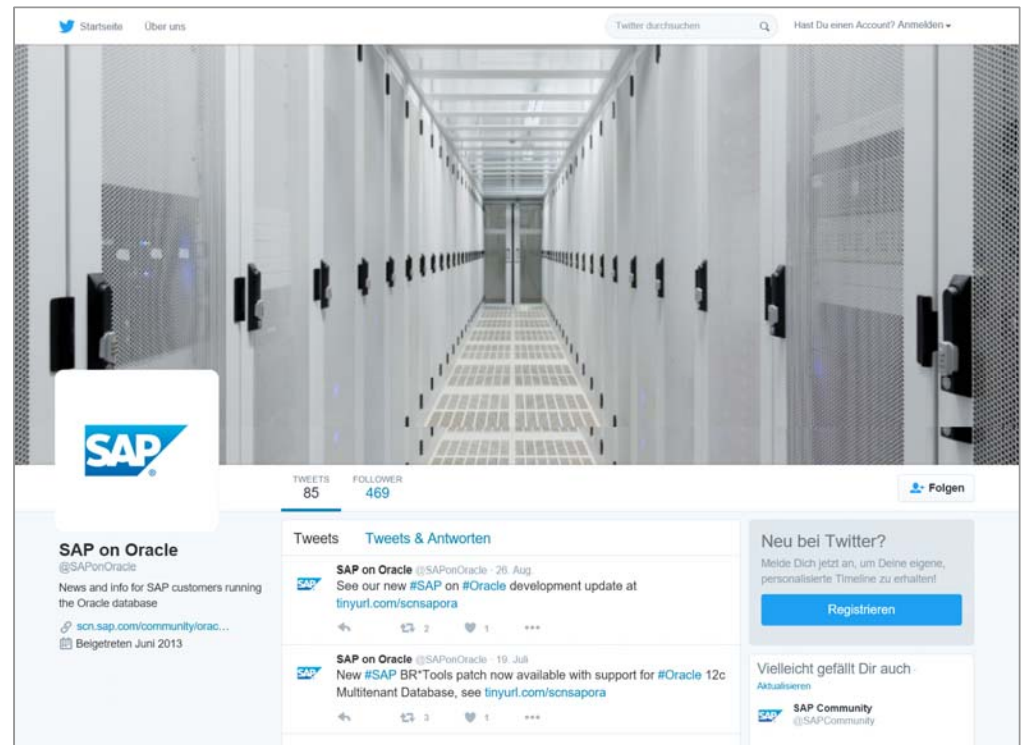 Startseite Über uns
Twitter durchsuchen
Hast Du einen Account? Anmelden
SAP
TWEETS
85
FOLLOWER
469
Folgen
SAP on Oracle
@SAPonOracle
News and info for SAP customers running
the Oracle database
scn.sap.com/community/orac...
Beigetreten Juni 2013
Tweets Tweets & Antworten
SAP on Oracle @SAPonOracle · 26. Aug.
See our new #SAP on #Oracle development update at
tinyurl.com/scnsapora
2 1
SAP on Oracle @SAPonOracle · 19. Juli
New #SAP BR*Tools patch now available with support for #Oracle 12c
Multitenant Database, see tinyurl.com/scnsapora
3 1
Neu bei Twitter?
Melde Dich jetzt an, um Deine eigene,
personalisierte Timeline zu erhalten!
Registrieren
Vielleicht gefällt Dir auch ·
Aktualisieren
SAP Community
@SAPCommunity